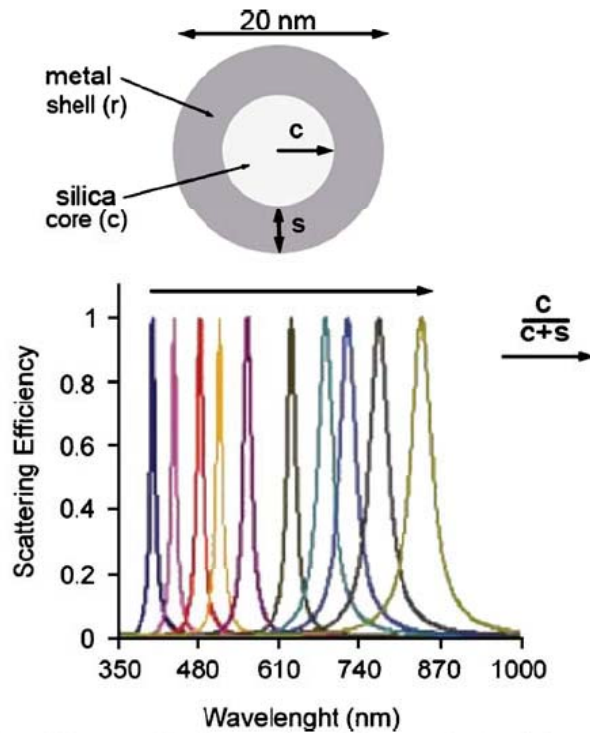 20 nm
metal
shell (r)
c
silica
core (c)
s
c
c+s
1
0.8
0.6
0.4
0.2
0
Scattering Efficiency
350 480 610 740 870 1000
Wavelenght (nm)